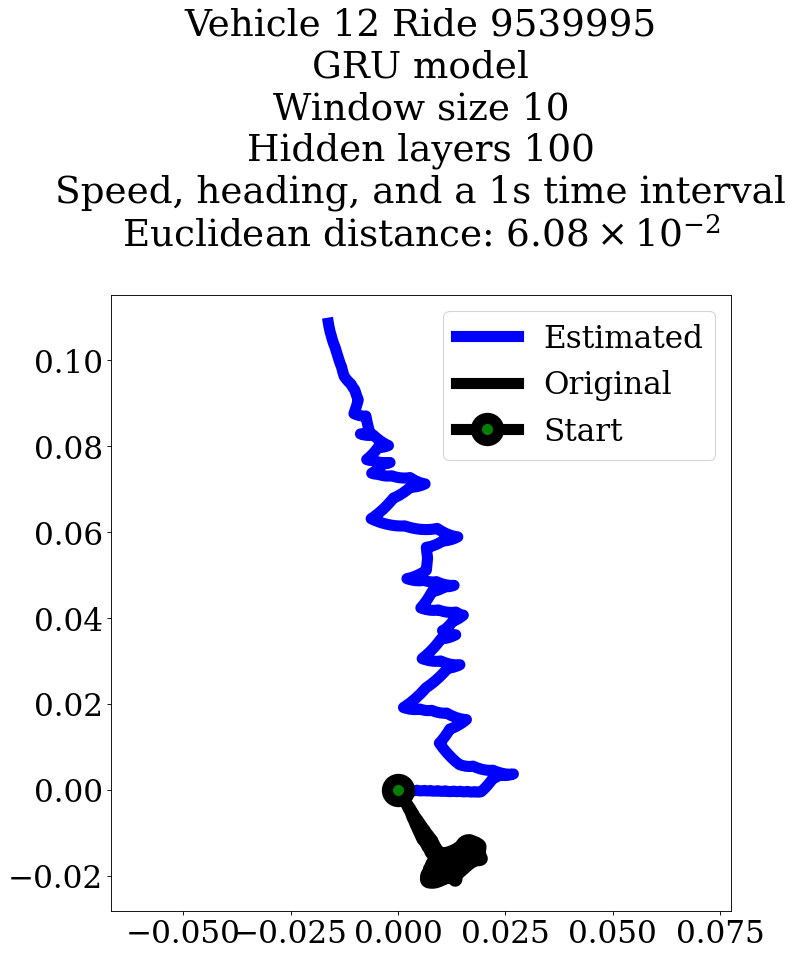 Vehicle 12 Ride 9539995
GRU model
Window size 10
Hidden layers 100
Speed, heading, and a 1s time interval
Euclidean distance: 6.08 × 10⁻²
Estimated
Original
Start
0.10
0.08
0.06
0.04
0.02
0.00
−0.02
−0.050
−0.025
0.000
0.025
0.050
0.075